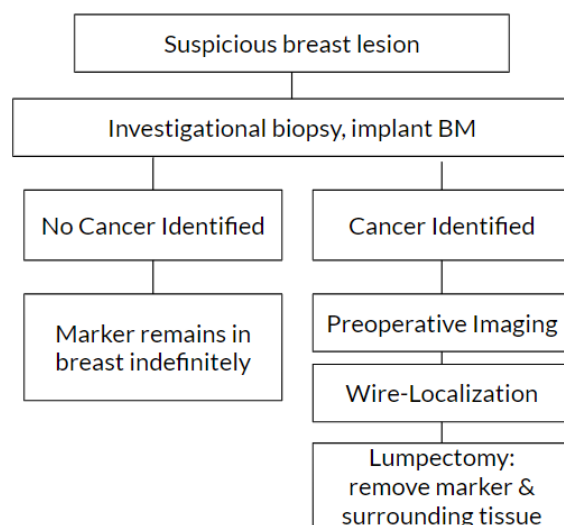 Suspicious breast lesion
Investigational biopsy, implant BM
No Cancer Identified
Cancer Identified
Marker remains in
breast indefinitely
Preoperative Imaging
Wire-Localization
Lumpectomy:
remove marker &
surrounding tissue